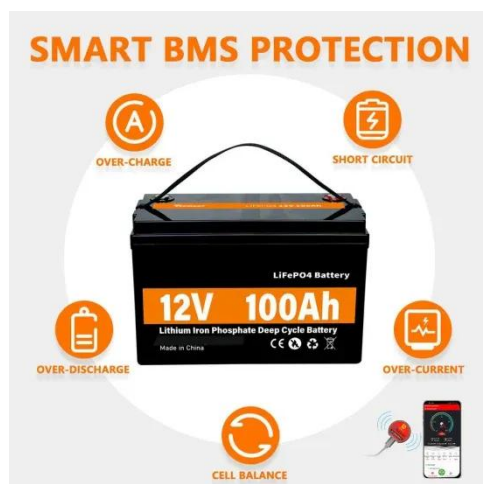 SMART BMS PROTECTION
OVER-CHARGE
SHORT CIRCUIT
LiFePO4 Battery
12V 100Ah
Lithium Iron Phosphate Deep Cycle Battery
Made in China
CE
OVER-DISCHARGE
OVER-CURRENT
CELL BALANCE